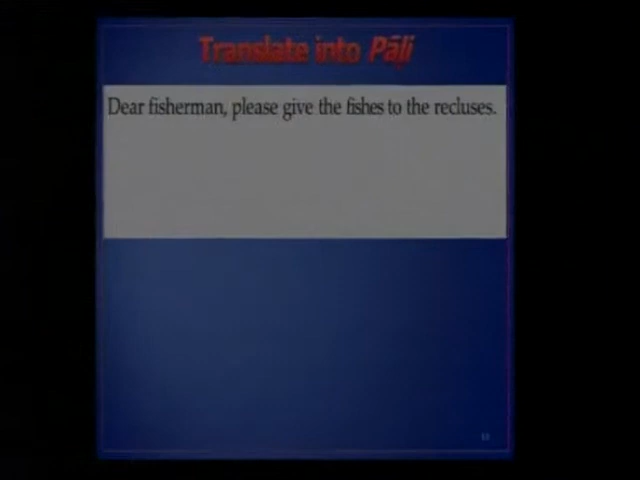 Translate into Pāḷi
Dear fisherman, please give the fishes to the recluses.